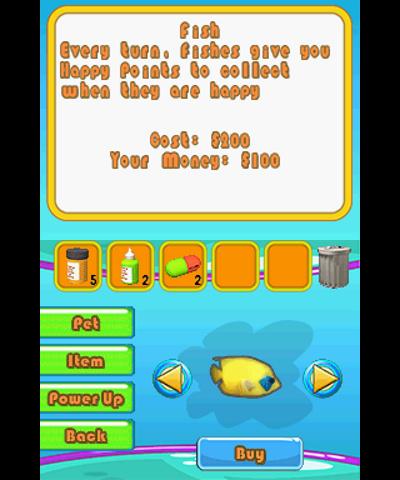 Fish
Every turn, fishes give you
Happy Points to collect
when they are happy
Cost: $200
Your Money: $100
5
2
2
Pet
Item
Power Up
Back
Buy